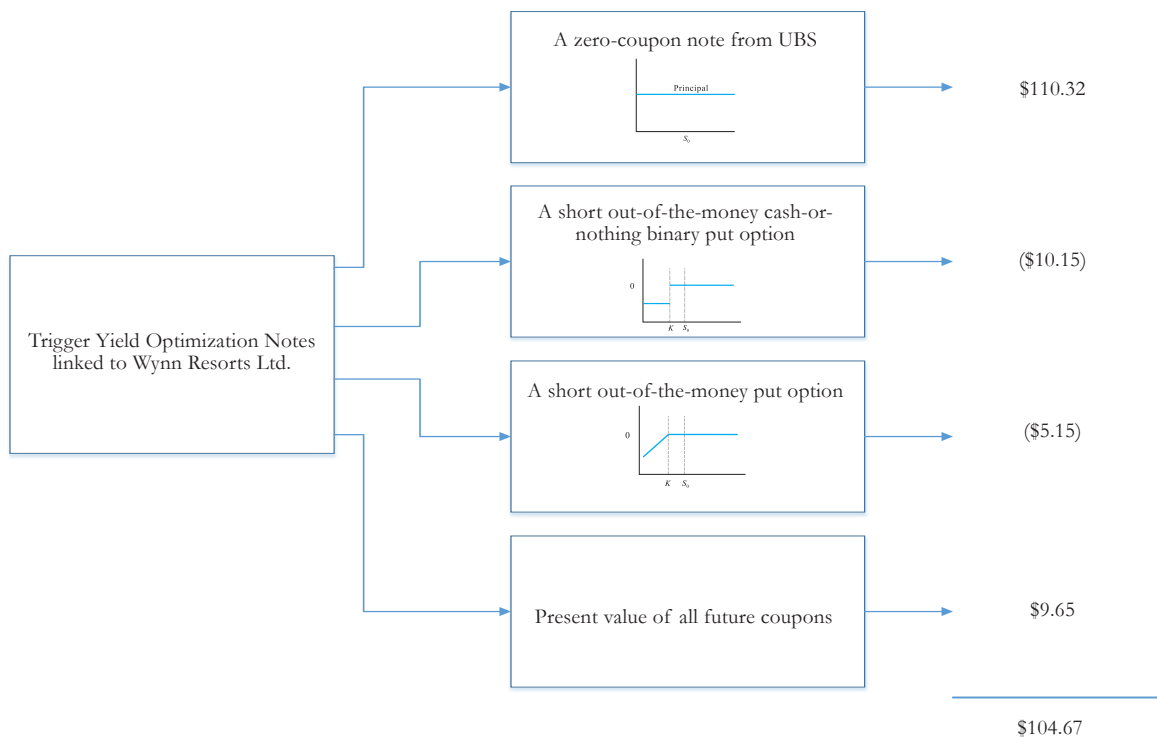 A zero-coupon note from UBS
Principal
S0
$110.32
A short out-of-the-money cash-or-
nothing binary put option
0
K S0
($10.15)
Trigger Yield Optimization Notes
linked to Wynn Resorts Ltd.
A short out-of-the-money put option
0
K S0
($5.15)
Present value of all future coupons
$9.65
$104.67